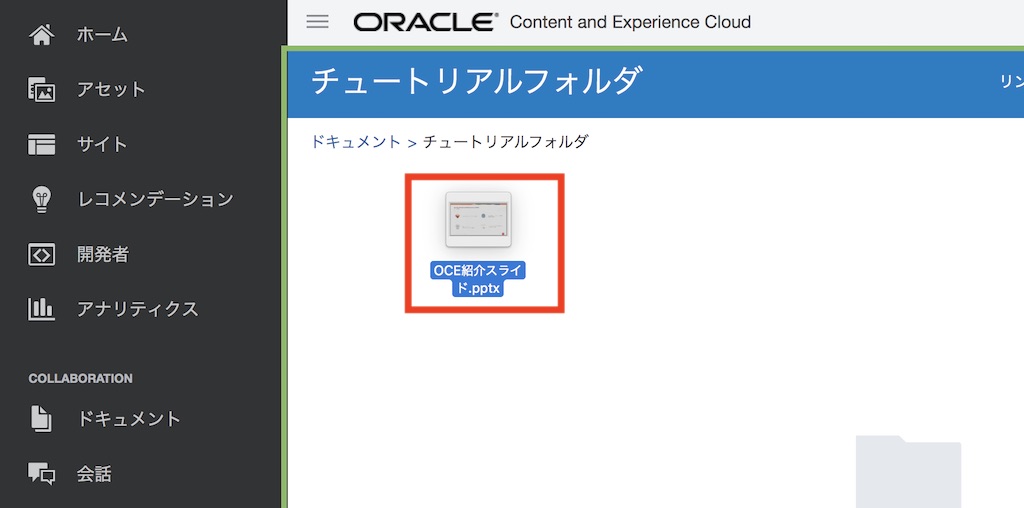 ホーム
アセット
サイト
レコメンデーション
開発者
アナリティクス
COLLABORATION
ドキュメント
会話
ORACLE® Content and Experience Cloud
チュートリアルフォルダ
リン
ドキュメント > チュートリアルフォルダ
OCE紹介スライ
ド.pptx